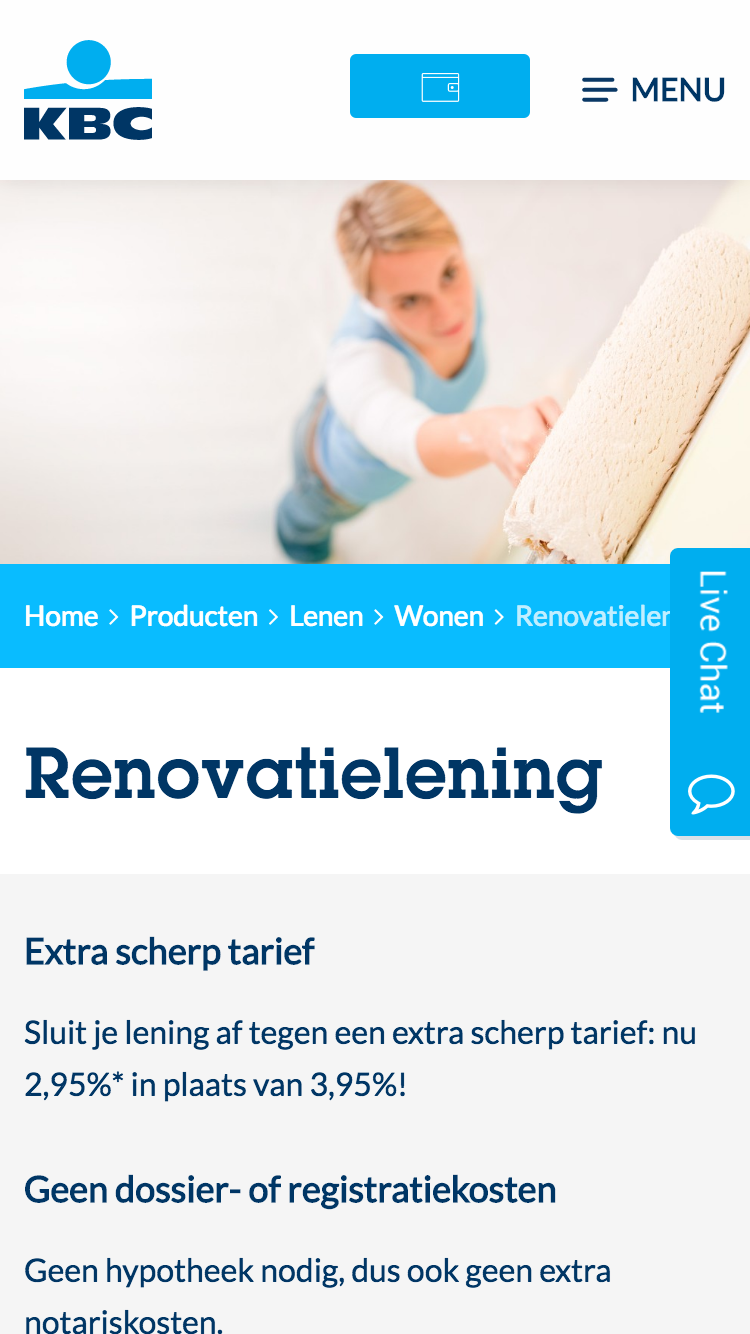 KBC
MENU
Home > Producten > Lenen > Wonen > Renovatieler
Live Chat
Renovatielening
Extra scherp tarief
Sluit je lening af tegen een extra scherp tarief: nu
2,95%* in plaats van 3,95%!
Geen dossier- of registratiekosten
Geen hypotheek nodig, dus ook geen extra
notariskosten.